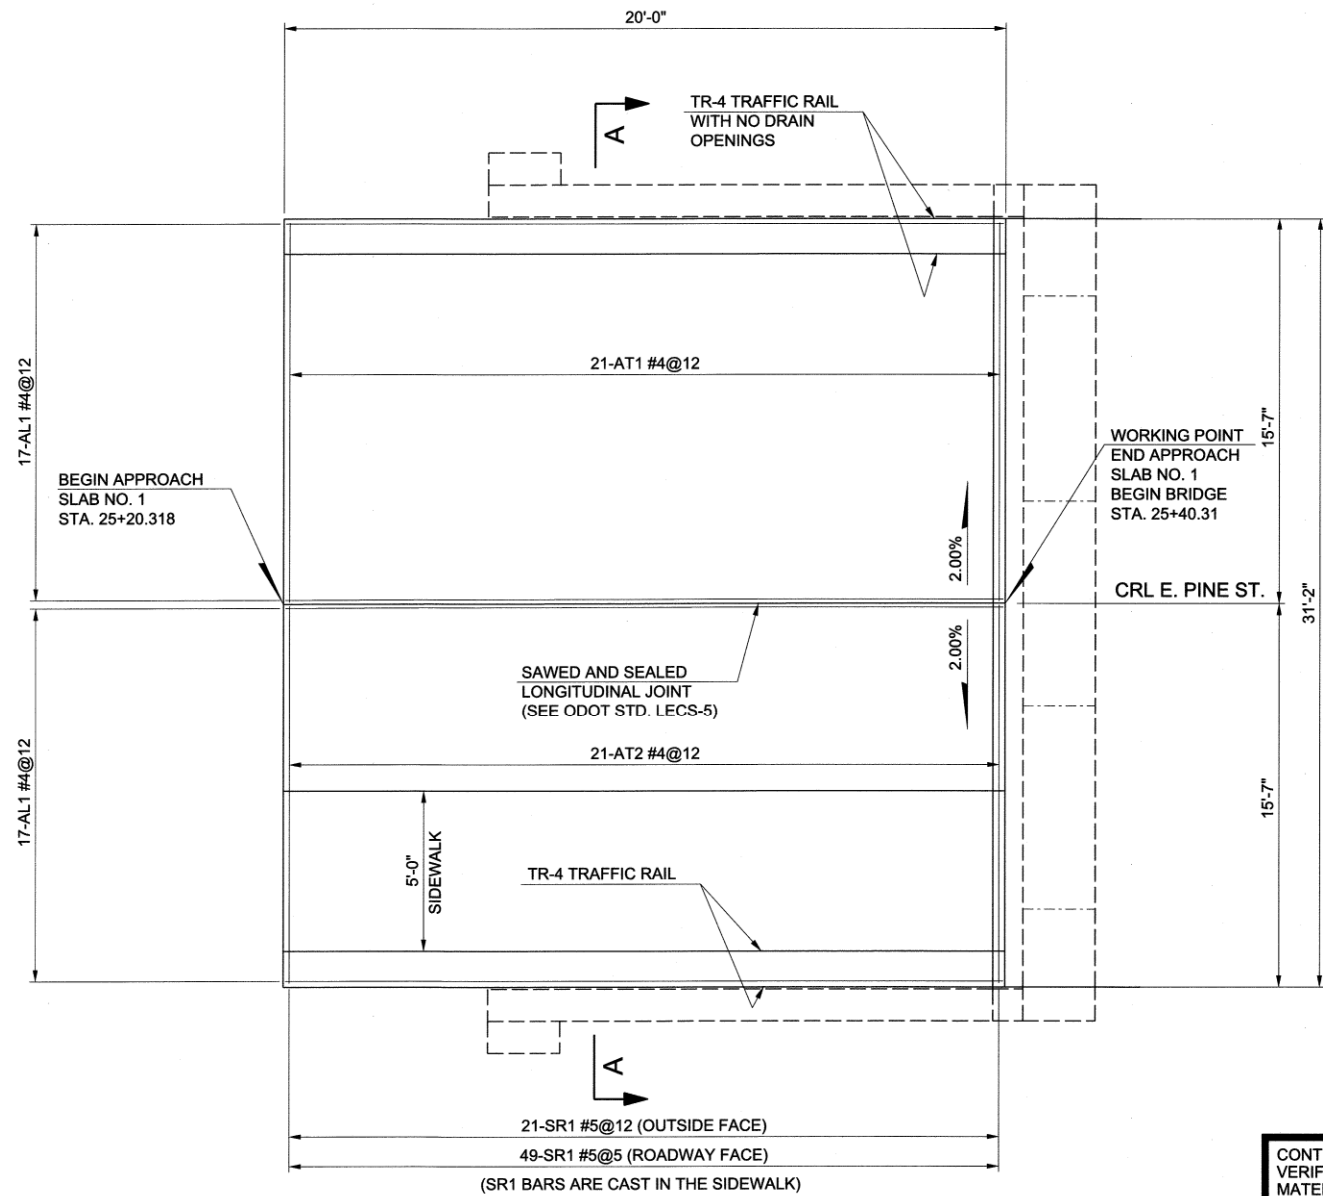 20'-0"
A
TR-4 TRAFFIC RAIL
WITH NO DRAIN
OPENINGS
17-AL1 #4@12
21-AT1 #4@12
15'-7"
31'-2"
BEGIN APPROACH
SLAB NO. 1
STA. 25+20.318
WORKING POINT
END APPROACH
SLAB NO. 1
BEGIN BRIDGE
STA. 25+40.31
2.00%
CRL E. PINE ST.
2.00%
SAWED AND SEALED
LONGITUDINAL JOINT
(SEE ODOT STD. LECS-5)
21-AT2 #4@12
17-AL1 #4@12
15'-7"
5'-0"
SIDEWALK
TR-4 TRAFFIC RAIL
A
21-SR1 #5@12 (OUTSIDE FACE)
49-SR1 #5@5 (ROADWAY FACE)
(SR1 BARS ARE CAST IN THE SIDEWALK)
CONT
VERIF
MATE